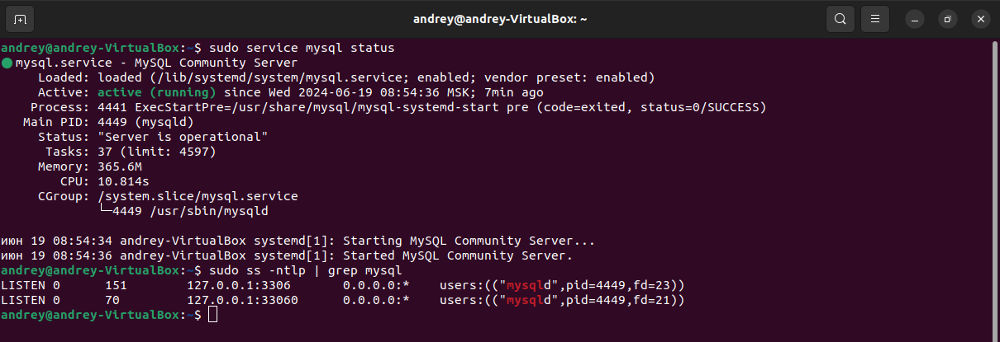 andrey@andrey-VirtualBox: ~
andrey@andrey-VirtualBox:~$ sudo service mysql status
mysql.service - MySQL Community Server
Loaded: loaded (/lib/systemd/system/mysql.service; enabled; vendor preset: enabled)
Active: active (running) since Wed 2024-06-19 08:54:36 MSK; 7min ago
Process: 4441 ExecStartPre=/usr/share/mysql/mysql-systemd-start pre (code=exited, status=0/SUCCESS)
Main PID: 4449 (mysqld)
Status: "Server is operational"
Tasks: 37 (limit: 4597)
Memory: 365.6M
CPU: 10.814s
CGroup: /system.slice/mysql.service
└─4449 /usr/sbin/mysqld
июн 19 08:54:34 andrey-VirtualBox systemd[1]: Starting MySQL Community Server...
июн 19 08:54:36 andrey-VirtualBox systemd[1]: Started MySQL Community Server.
andrey@andrey-VirtualBox:~$ sudo ss -ntlp | grep mysql
LISTEN 0 151 127.0.0.1:3306 0.0.0.0:* users:(("mysqld",pid=4449,fd=23))
LISTEN 0 70 127.0.0.1:33060 0.0.0.0:* users:(("mysqld",pid=4449,fd=21))
andrey@andrey-VirtualBox:~$